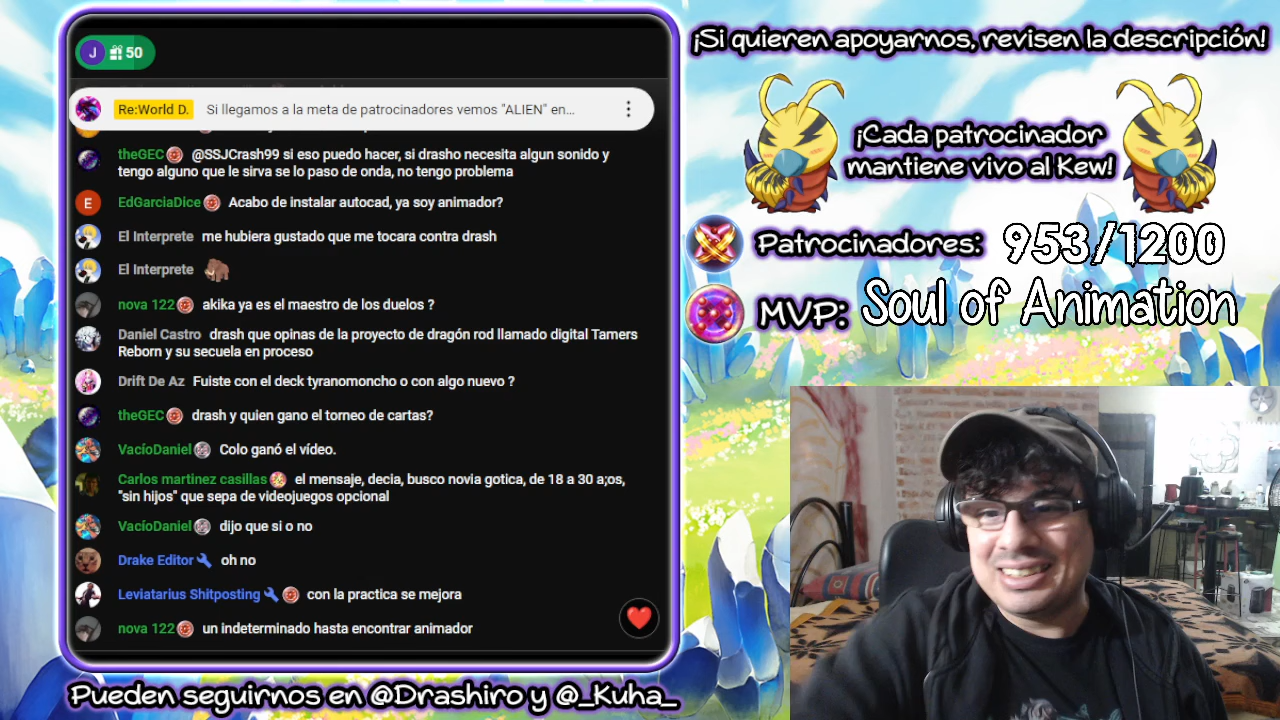 J 50
Re:World D. Si llegamos a la meta de patrocinadores vemos "ALIEN" en...
theGEC @SSJCrash99 si eso puedo hacer, si drasho necesita algun sonido y
tengo alguno que le sirva se lo paso de onda, no tengo problema
E EdGarciaDice Acabo de instalar autocad, ya soy animador?
El Interprete me hubiera gustado que me tocara contra drash
El Interprete
nova 122 akika ya es el maestro de los duelos ?
Daniel Castro drash que opinas de la proyecto de dragón rod llamado digital Tamers
Reborn y su secuela en proceso
Drift De Az Fuiste con el deck tyranomoncho o con algo nuevo ?
theGEC drash y quien gano el torneo de cartas?
VacíoDaniel Colo ganó el vídeo.
Carlos martinez casillas el mensaje, decia, busco novia gotica, de 18 a 30 a;os,
"sin hijos" que sepa de videojuegos opcional
VacíoDaniel dijo que si o no
Drake Editor oh no
Leviatarius Shitposting con la practica se mejora
nova 122 un indeterminado hasta encontrar animador
Pueden seguirnos en @Drashiro y @_Kuha_
¡Si quieren apoyarnos, revisen la descripción!
¡Cada patrocinador
mantiene vivo al Kew!
Patrocinadores: 953/1200
MVP: Soul of Animation